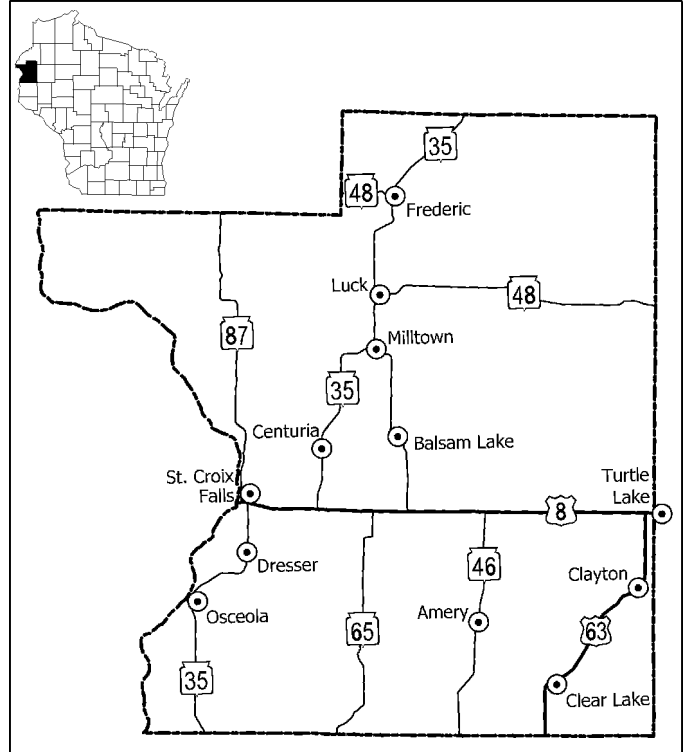 35
48
Frederic
Luck
48
87
Milltown
35
Centuria
Balsam Lake
St. Croix
Falls
Turtle
Lake
8
Dresser
46
Clayton
Osceola
Amery
65
63
35
Clear Lake